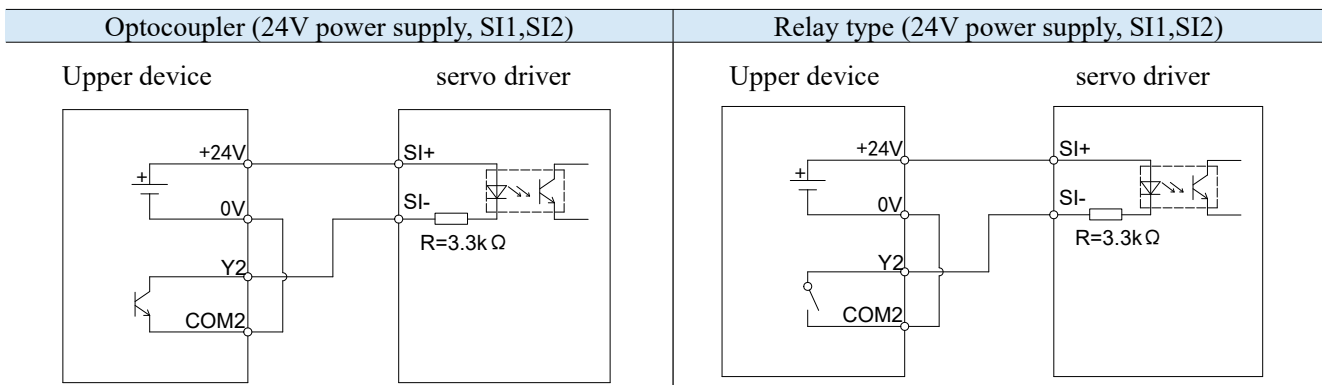 Optocoupler (24V power supply, SI1,SI2)
Relay type (24V power supply, SI1,SI2)
Upper device
servo driver
+24V
SI+
+
0V
SI-
R=3.3kΩ
Y2
COM2
Upper device
servo driver
+24V
SI+
+
0V
SI-
R=3.3kΩ
Y2
COM2